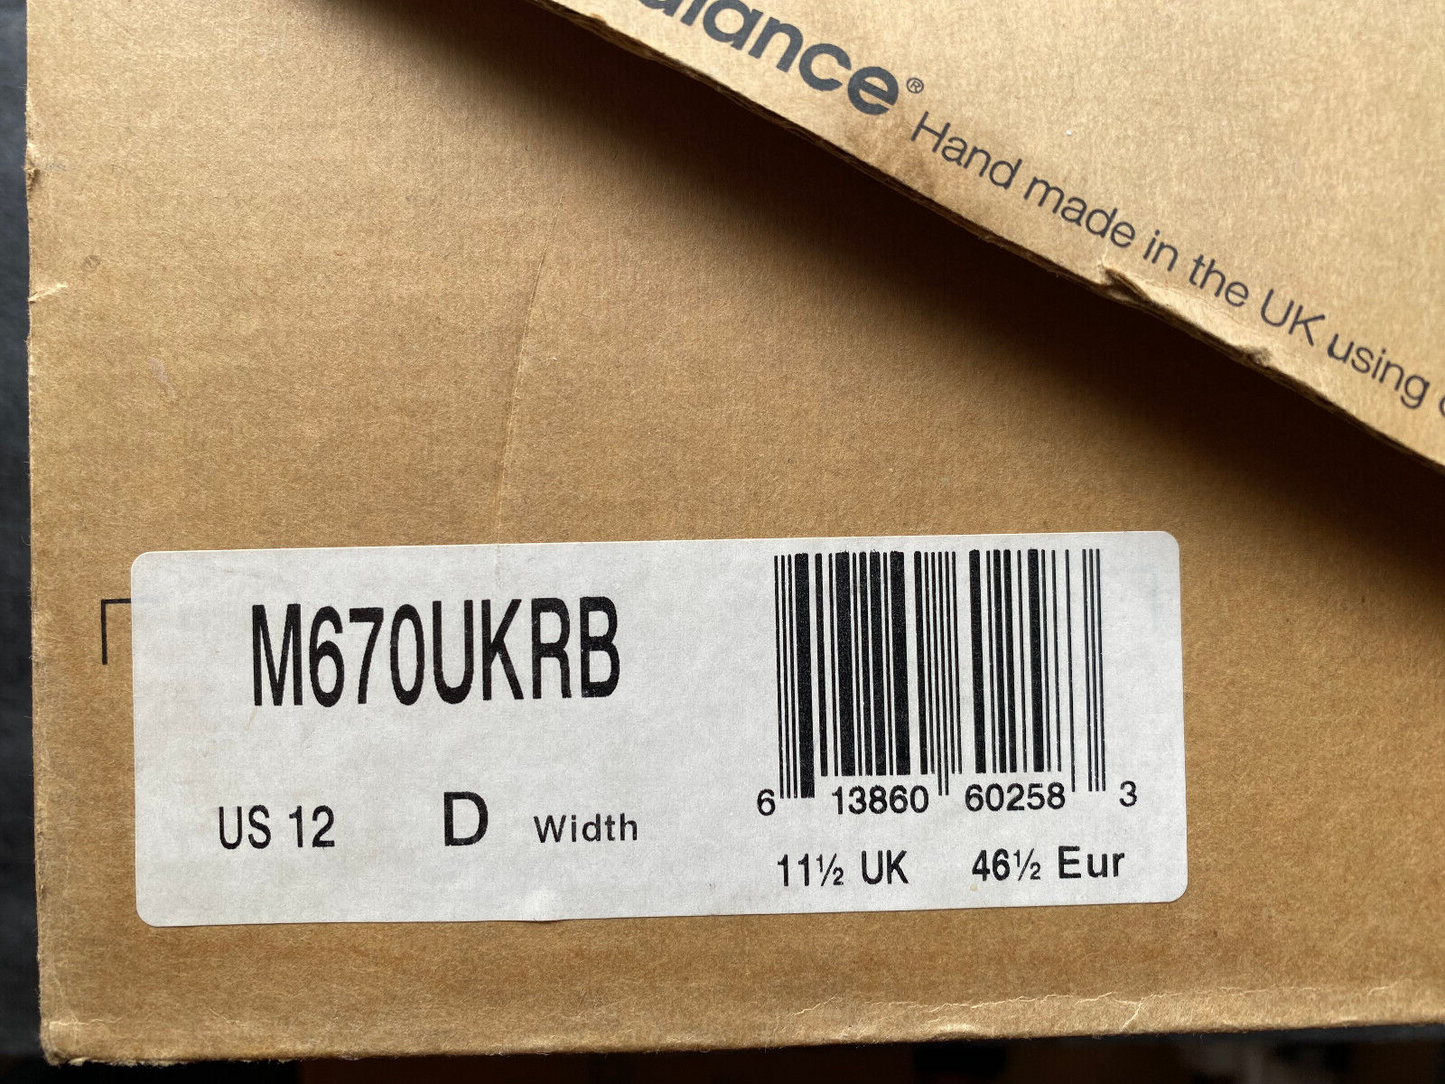 alance®
Hand made in the UK using
M670UKRB
US 12 D Width
6 13860 60258 3
11½ UK 46½ Eur